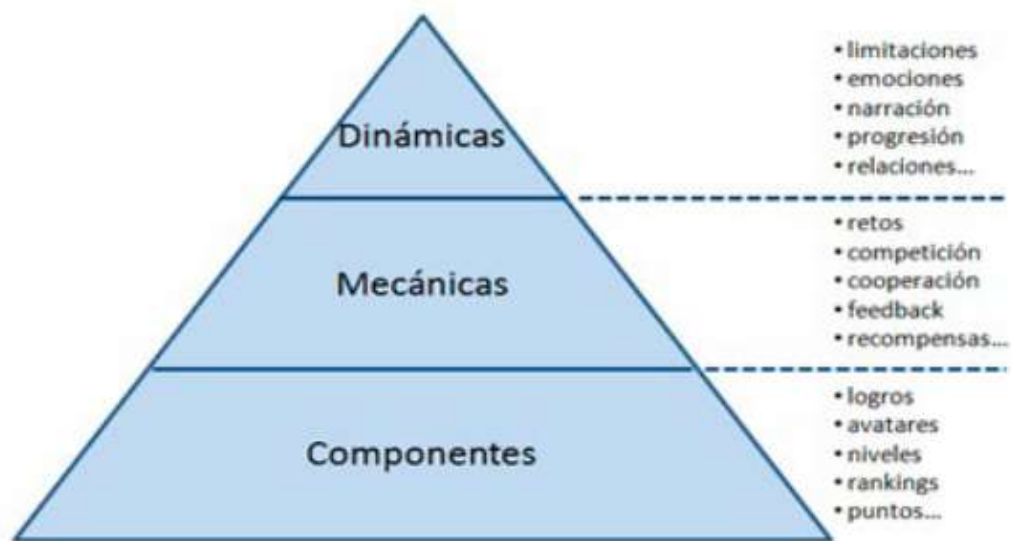 Dinámicas
• limitaciones
• emociones
• narración
• progresión
• relaciones...
Mecánicas
• retos
• competición
• cooperación
• feedback
• recompensas...
Componentes
• logros
• avatares
• niveles
• rankings
• puntos...